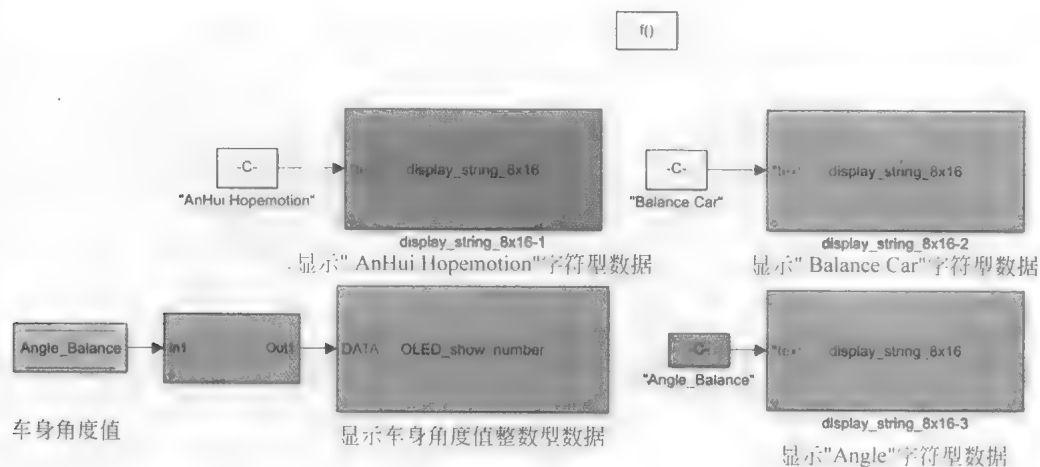 f()
-C-
"AnHui Hopemotion"
display_string_8x16
display_string_8x16-1
显示" AnHui Hopemotion"字符型数据
-C-
"Balance Car"
display_string_8x16
display_string_8x16-2
显示" Balance Car"字符型数据
Angle_Balance
车身角度值
In1
Out1
DATA
OLED_show_number
显示车身角度值整数型数据
-C-
"Angle_Balance"
display_string_8x16
display_string_8x16-3
显示"Angle"字符型数据